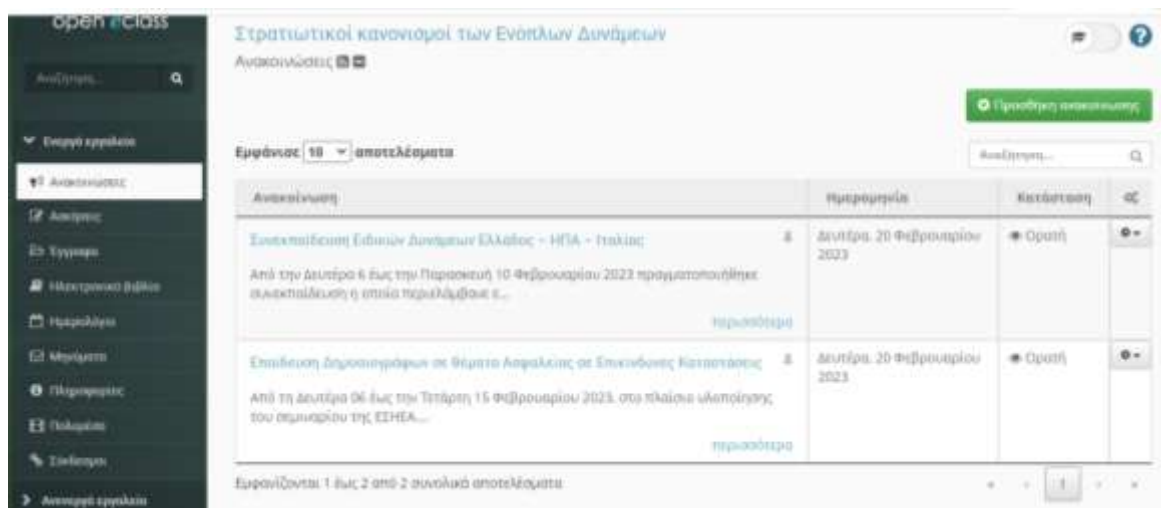 open eclass
Στρατιωτικοί κανονισμοί των Ενόπλων Δυνάμεων
Ανακοινώσεις
Αναζήτηση...
Προσθήκη ανακοίνωσης
Ενεργά εργαλεία
Εμφάνισε 10 αποτελέσματα
Αναζήτηση...
Ανακοινώσεις
Ανακοίνωση
Ημερομηνία
Κατάσταση
Ασκήσεις
Έγγραφα
Ηλεκτρονικό Βιβλίο
Ημερολόγιο
Μηνύματα
Πληροφορίες
Πολυμέσα
Σύνδεσμοι
Ανενεργά εργαλεία
Συνεκπαίδευση Ειδικών Δυνάμεων Ελλάδος – ΗΠΑ – Ιταλίας
Δευτέρα, 20 Φεβρουαρίου 2023
Ορατή
Από την Δευτέρα 6 έως την Παρασκευή 10 Φεβρουαρίου 2023 πραγματοποιήθηκε
συνεκπαίδευση η οποία περιελάμβανε ε...
περισσότερα
Εκπαίδευση Δημοσιογράφων σε Θέματα Ασφαλείας σε Επικίνδυνες Καταστάσεις
Δευτέρα, 20 Φεβρουαρίου 2023
Ορατή
Από τη Δευτέρα 06 έως την Τετάρτη 15 Φεβρουαρίου 2023, στο πλαίσιο υλοποίησης
του σεμιναρίου της ΕΣΗΕΑ...
περισσότερα
Εμφανίζονται 1 έως 2 από 2 συνολικά αποτελέσματα
« ‹ 1 › »